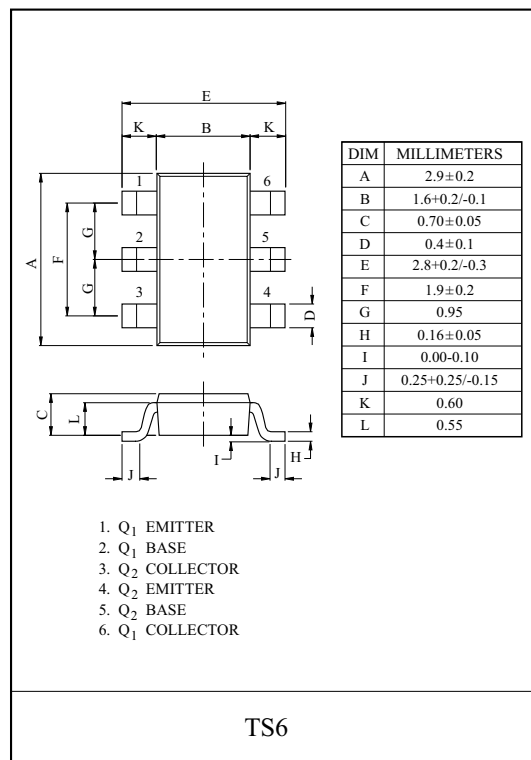 E
K B K
1 6
2 5
3 4
A
F
G
G
D
C
L
I
H
J
J
DIM MILLIMETERS
A 2.9±0.2
B 1.6+0.2/-0.1
C 0.70±0.05
D 0.4±0.1
E 2.8+0.2/-0.3
F 1.9±0.2
G 0.95
H 0.16±0.05
I 0.00-0.10
J 0.25+0.25/-0.15
K 0.60
L 0.55
1. Q1 EMITTER
2. Q1 BASE
3. Q2 COLLECTOR
4. Q2 EMITTER
5. Q2 BASE
6. Q1 COLLECTOR
TS6